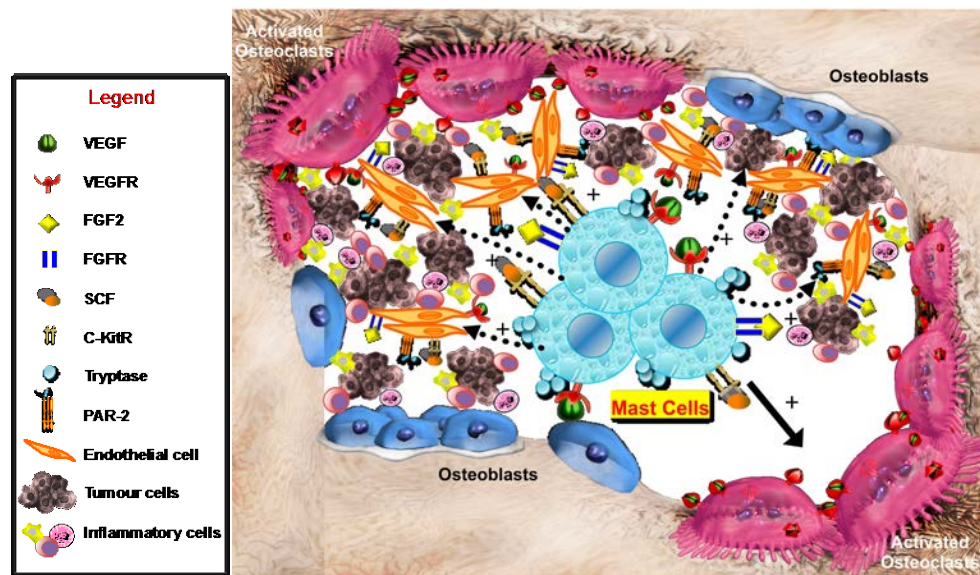 Legend
VEGF
VEGFR
FGF2
FGFR
SCF
C-KitR
Tryptase
PAR-2
Endothelial cell
Tumour cells
Inflammatory cells
Activated
Osteoclasts
Osteoblasts
+
+
+
+
+
Mast Cells
+
Osteoblasts
Activated
Osteoclasts